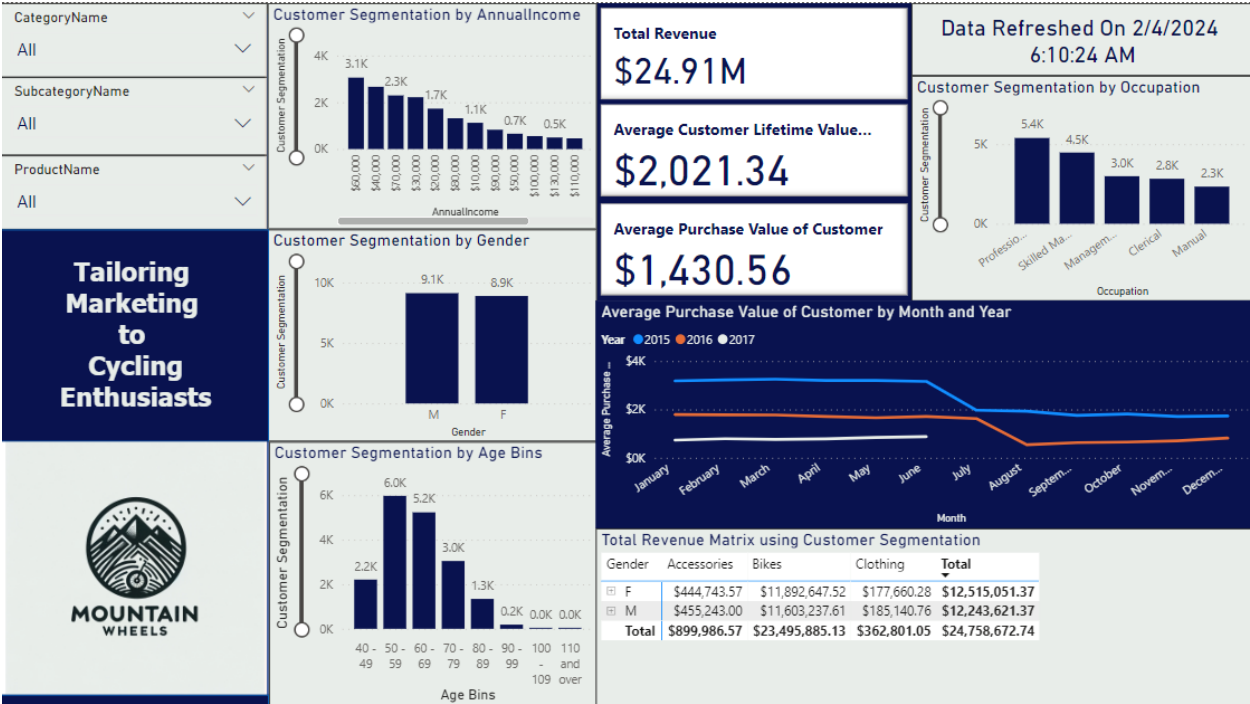 CategoryName
All
SubcategoryName
All
ProductName
All
Tailoring
Marketing
to
Cycling
Enthusiasts
MOUNTAIN
WHEELS
Customer Segmentation by AnnualIncome
Customer Segmentation
4K
2K
0K
3.1K
2.3K
1.7K
1.1K
0.7K
0.5K
$60,000
$40,000
$70,000
$30,000
$20,000
$80,000
$10,000
$90,000
$50,000
$100,000
$130,000
$110,000
AnnualIncome
Customer Segmentation by Gender
Customer Segmentation
10K
5K
0K
9.1K
8.9K
M
F
Gender
Customer Segmentation by Age Bins
Customer Segmentation
6K
4K
2K
0K
2.2K
6.0K
5.2K
3.0K
1.3K
0.2K
0.0K
0.0K
40 - 49
50 - 59
60 - 69
70 - 79
80 - 89
90 - 99
100 - 109
110 and over
Age Bins
Total Revenue
$24.91M
Average Customer Lifetime Value...
$2,021.34
Average Purchase Value of Customer
$1,430.56
Data Refreshed On 2/4/2024
6:10:24 AM
Customer Segmentation by Occupation
Customer Segmentation
5K
0K
5.4K
4.5K
3.0K
2.8K
2.3K
Professio...
Skilled Ma...
Managem...
Clerical
Manual
Occupation
Average Purchase Value of Customer by Month and Year
Year 2015 2016 2017
Average Purchase ...
$4K
$2K
$0K
January
February
March
April
May
June
July
August
Septem...
October
Novem...
Decem...
Month
Total Revenue Matrix using Customer Segmentation
Gender Accessories Bikes Clothing Total
F $444,743.57 $11,892,647.52 $177,660.28 $12,515,051.37
M $455,243.00 $11,603,237.61 $185,140.76 $12,243,621.37
Total $899,986.57 $23,495,885.13 $362,801.05 $24,758,672.74